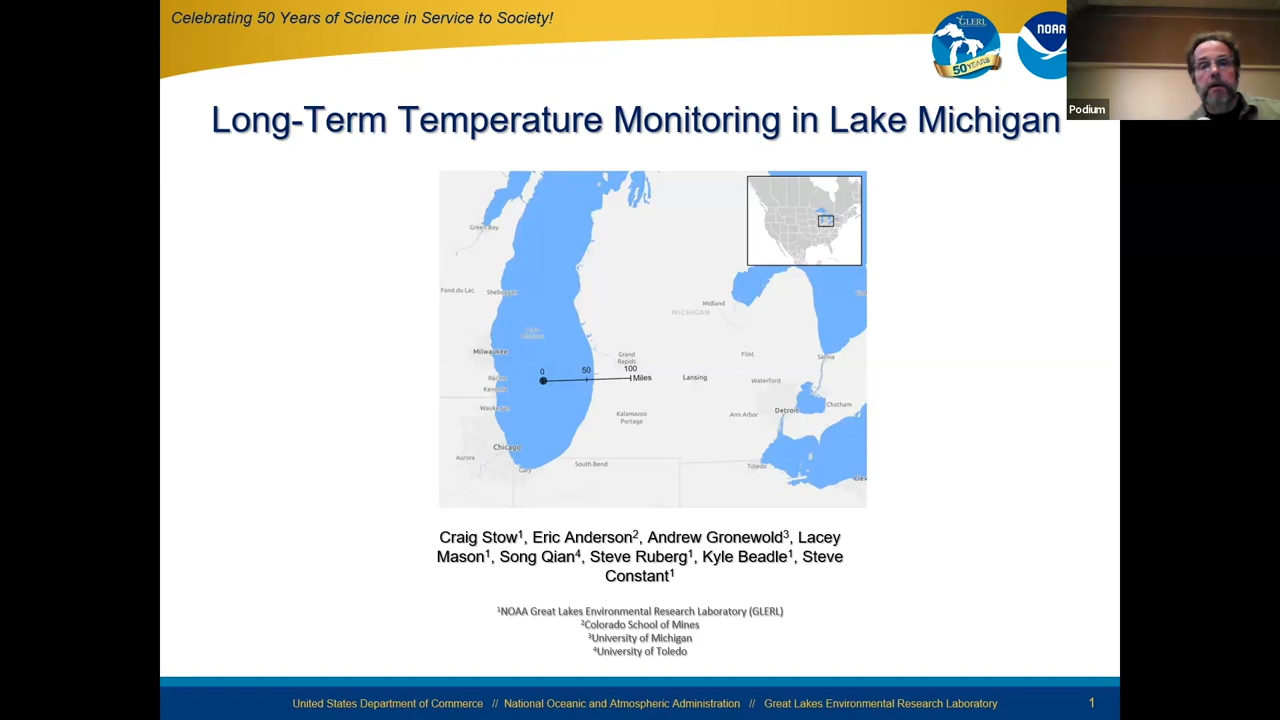 Celebrating 50 Years of Science in Service to Society!
GLERL
50 YEARS
NOAA
Podium
Long-Term Temperature Monitoring in Lake Michigan
Green Bay
Fond du Lac
Sheboygan
Midland
MICHIGAN
Milwaukee
Grand
Rapids
Flint
Sarnia
0 50 100
Miles
Racine
Kenosha
Lansing
Waterford
Waukegan
Kalamazoo
Portage
Ann Arbor
Detroit
Chatham
Chicago
Aurora
Gary
South Bend
Toledo
Clev
Craig Stow¹, Eric Anderson², Andrew Gronewold³, Lacey
Mason¹, Song Qian⁴, Steve Ruberg¹, Kyle Beadle¹, Steve
Constant¹
¹NOAA Great Lakes Environmental Research Laboratory (GLERL)
²Colorado School of Mines
³University of Michigan
⁴University of Toledo
United States Department of Commerce // National Oceanic and Atmospheric Administration // Great Lakes Environmental Research Laboratory 1